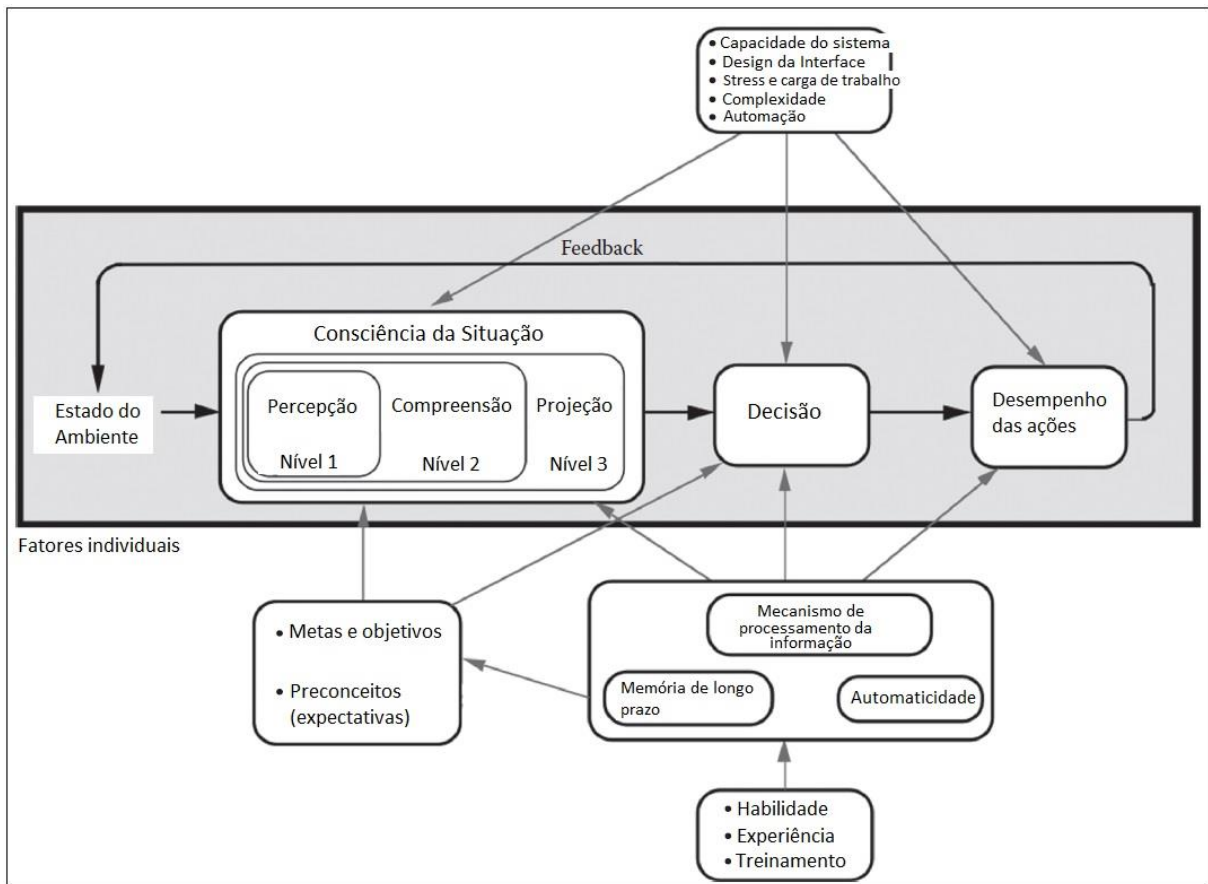 • Capacidade do sistema
• Design da Interface
• Stress e carga de trabalho
• Complexidade
• Automação
Feedback
Consciência da Situação
Estado do
Ambiente
Percepção
Nível 1
Compreensão
Nível 2
Projeção
Nível 3
Decisão
Desempenho
das ações
Fatores individuais
• Metas e objetivos
• Preconceitos
(expectativas)
Mecanismo de
processamento da
informação
Memória de longo
prazo
Automaticidade
• Habilidade
• Experiência
• Treinamento